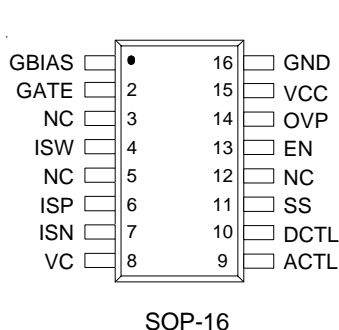 GBIAS 16 GND
GATE 2 15 VCC
NC 3 14 OVP
ISW 4 13 EN
NC 5 12 NC
ISP 6 11 SS
ISN 7 10 DCTL
VC 8 9 ACTL
SOP-16